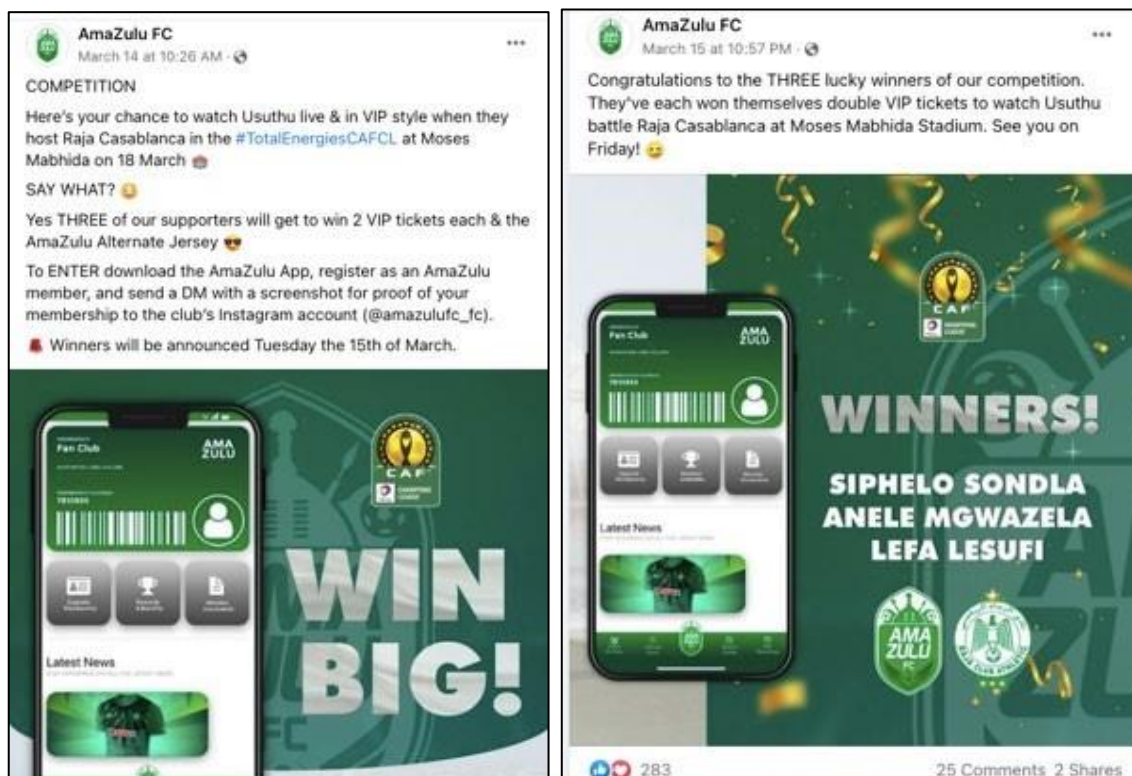 AmaZulu FC
March 14 at 10:26 AM ·
COMPETITION
Here's your chance to watch Usuthu live & in VIP style when they
host Raja Casablanca in the #TotalEnergiesCAFCL at Moses
Mabhida on 18 March
SAY WHAT?
Yes THREE of our supporters will get to win 2 VIP tickets each & the
AmaZulu Alternate Jersey
To ENTER download the AmaZulu App, register as an AmaZulu
member, and send a DM with a screenshot for proof of your
membership to the club's Instagram account (@amazulufc_fc).
Winners will be announced Tuesday the 15th of March.
Fan Club
AMA
ZULU
CAF
Latest News
WIN
BIG!
FC
AmaZulu FC
March 15 at 10:57 PM ·
Congratulations to the THREE lucky winners of our competition.
They've each won themselves double VIP tickets to watch Usuthu
battle Raja Casablanca at Moses Mabhida Stadium. See you on
Friday!
Fan Club
AMA
ZULU
CAF
Latest News
WINNERS!
SIPHELO SONDLA
ANELE MGWAZELA
LEFA LESUFI
AMA
ZULU
FC
RAJA CLUB ATHLETIC
283
25 Comments 2 Shares